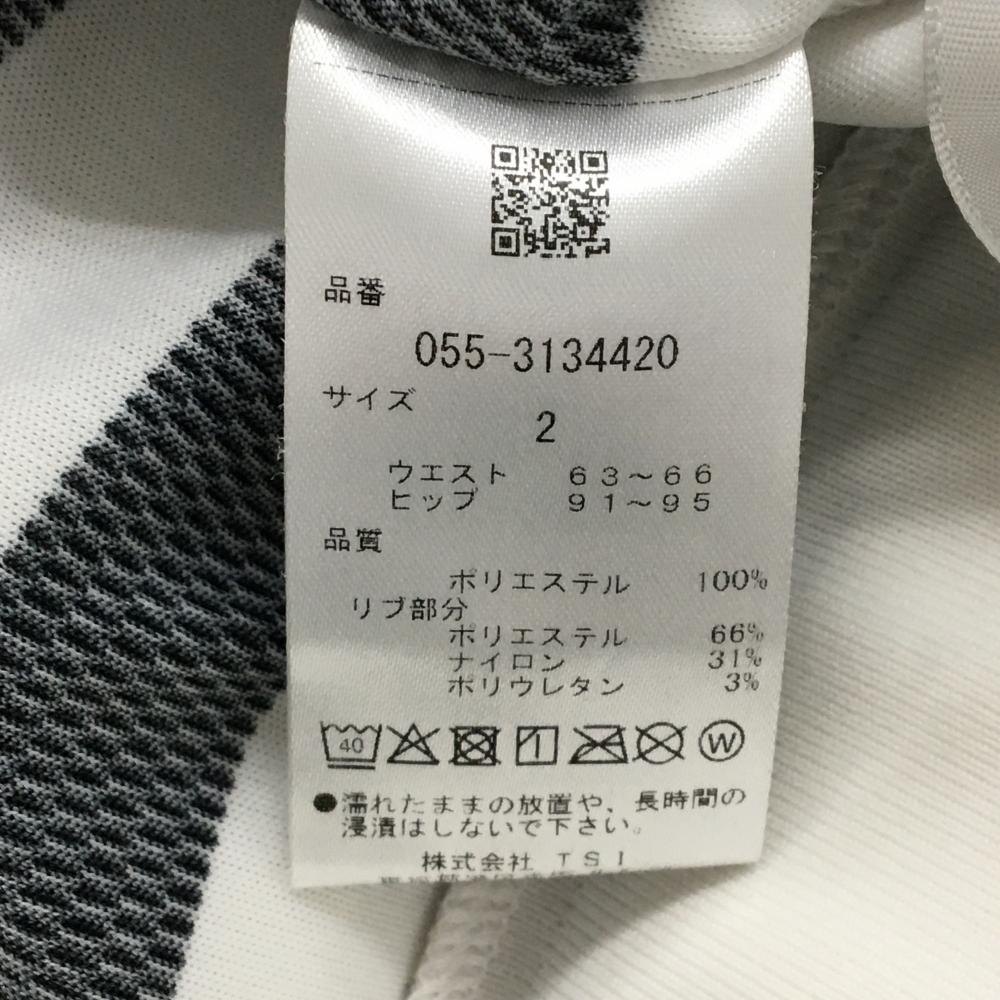 品番
055-3134420
サイズ
2
ウエスト 63～66
ヒップ 91～95
品質
ポリエステル 100%
リブ部分
ポリエステル 66%
ナイロン 31%
ポリウレタン 3%
40 W
●濡れたままの放置や、長時間の
浸漬はしないで下さい。
株式会社 TSI